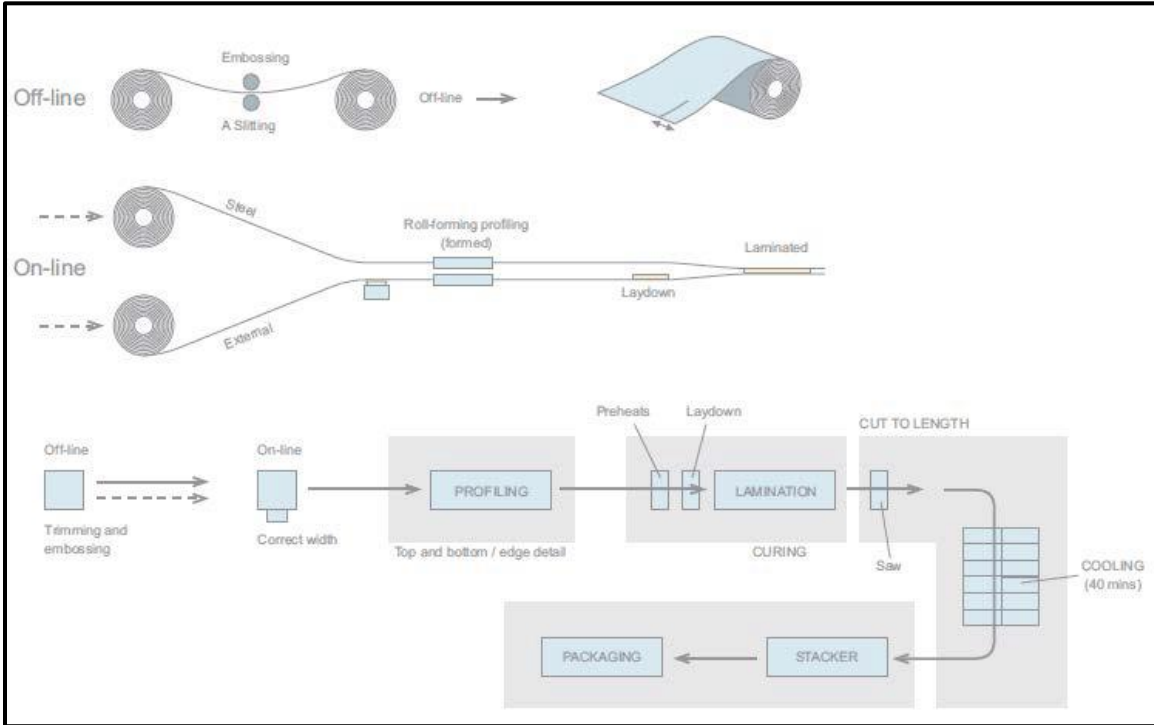 Embossing
Off-line
Off-line
A Slitting
Steel
Roll-forming profiling
(formed)
Laminated
On-line
Laydown
External
Preheats
Laydown
CUT TO LENGTH
Off-line
On-line
PROFILING
LAMINATION
Trimming and
embossing
Correct width
Top and bottom / edge detail
CURING
Saw
COOLING
(40 mins)
PACKAGING
STACKER